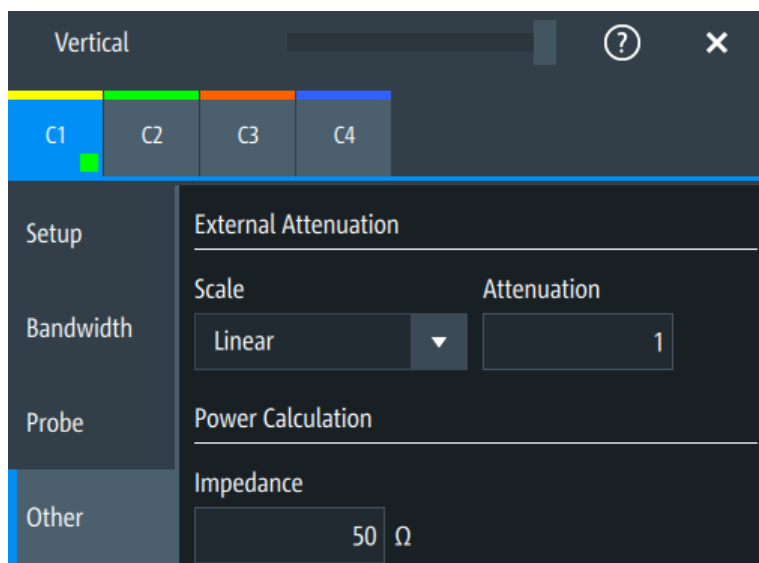 Vertical ? ×
C1 C2 C3 C4
Setup
External Attenuation
Scale Attenuation
Bandwidth
Linear 1
Probe
Power Calculation
Impedance
Other
50 Ω